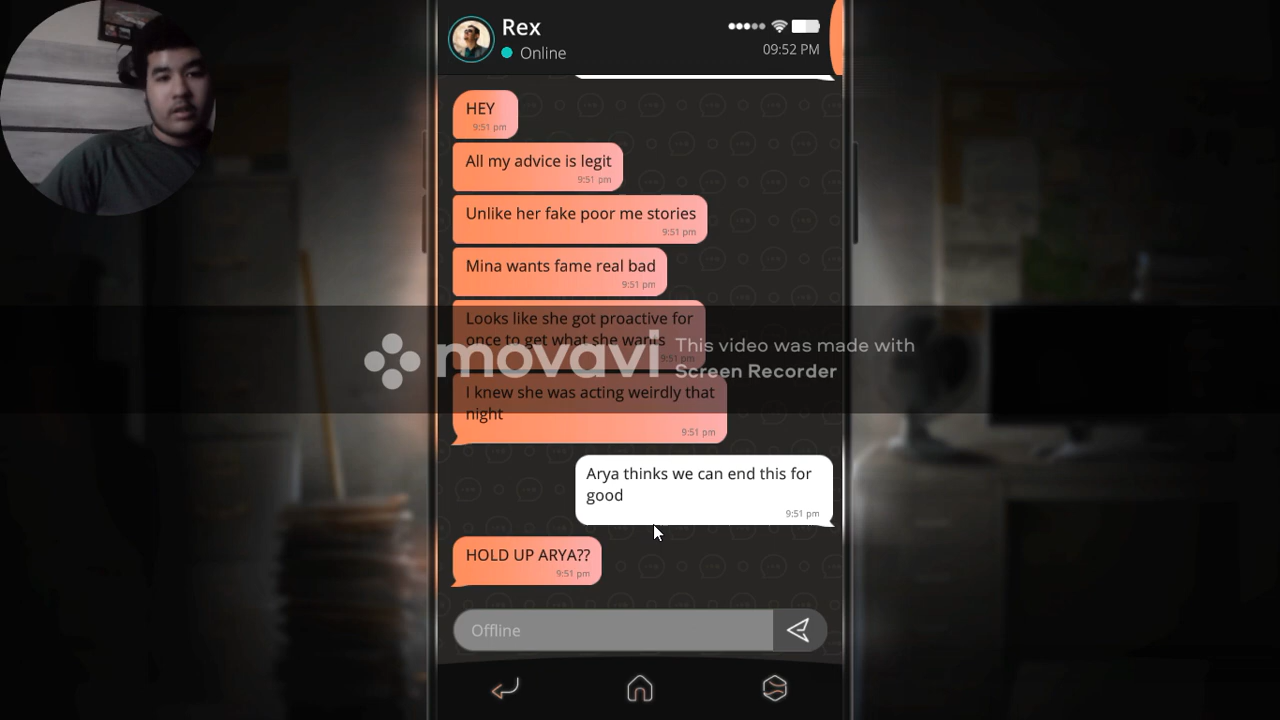 Rex
Online
09:52 PM
HEY
9:51 pm
All my advice is legit
9:51 pm
Unlike her fake poor me stories
9:51 pm
Mina wants fame real bad
9:51 pm
Looks like she got proactive for
once to get what she wants
9:51 pm
movavi
This video was made with
Screen Recorder
I knew she was acting weirdly that
night
9:51 pm
Arya thinks we can end this for
good
9:51 pm
HOLD UP ARYA??
9:51 pm
Offline